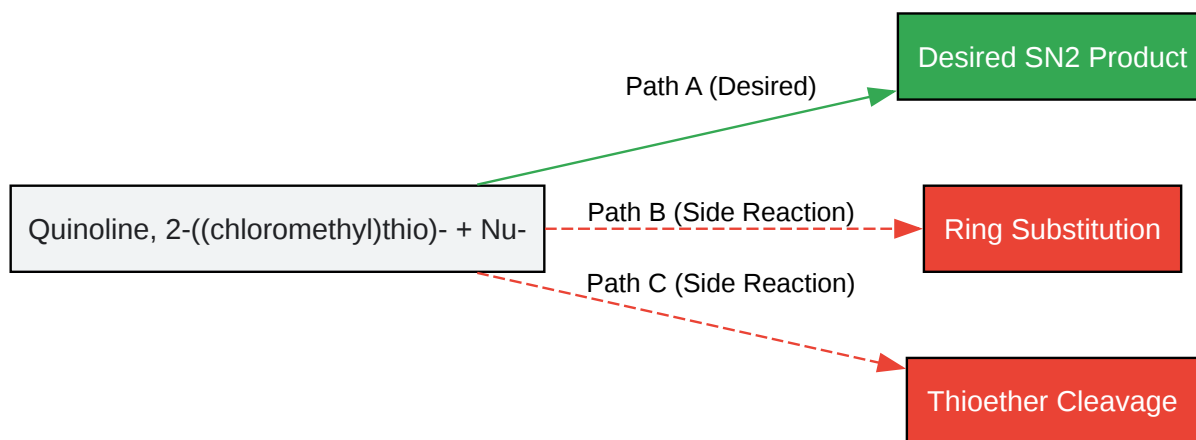 Desired SN2 Product
Path A (Desired)
Quinoline, 2-((chloromethyl)thio)- + Nu-
Path B (Side Reaction)
Ring Substitution
Path C (Side Reaction)
Thioether Cleavage